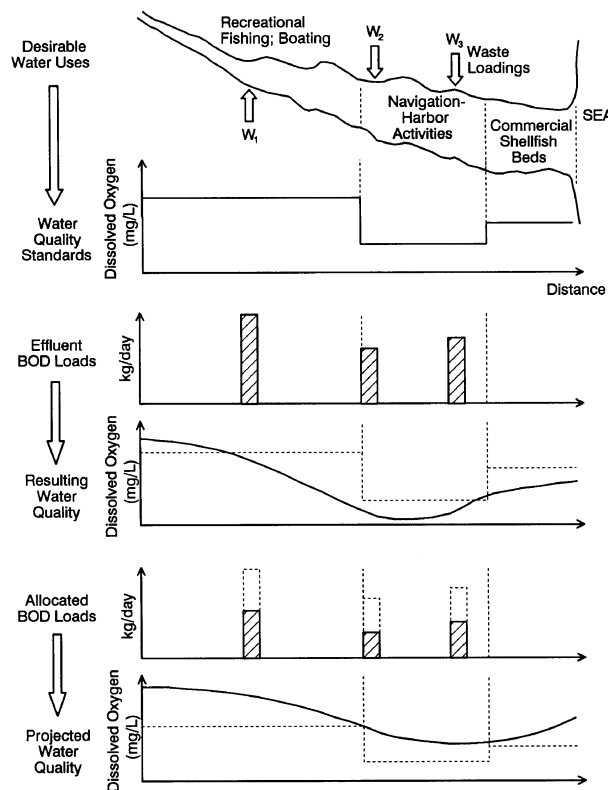 Desirable
Water Uses
Recreational
Fishing; Boating
W2
W3
Waste
Loadings
W1
Navigation-
Harbor
Activities
Commercial
Shellfish
Beds
SEA
Water
Quality
Standards
Dissolved Oxygen
(mg/L)
Distance
Effluent
BOD Loads
kg/day
Resulting
Water
Quality
Dissolved Oxygen
(mg/L)
Allocated
BOD Loads
kg/day
Projected
Water
Quality
Dissolved Oxygen
(mg/L)